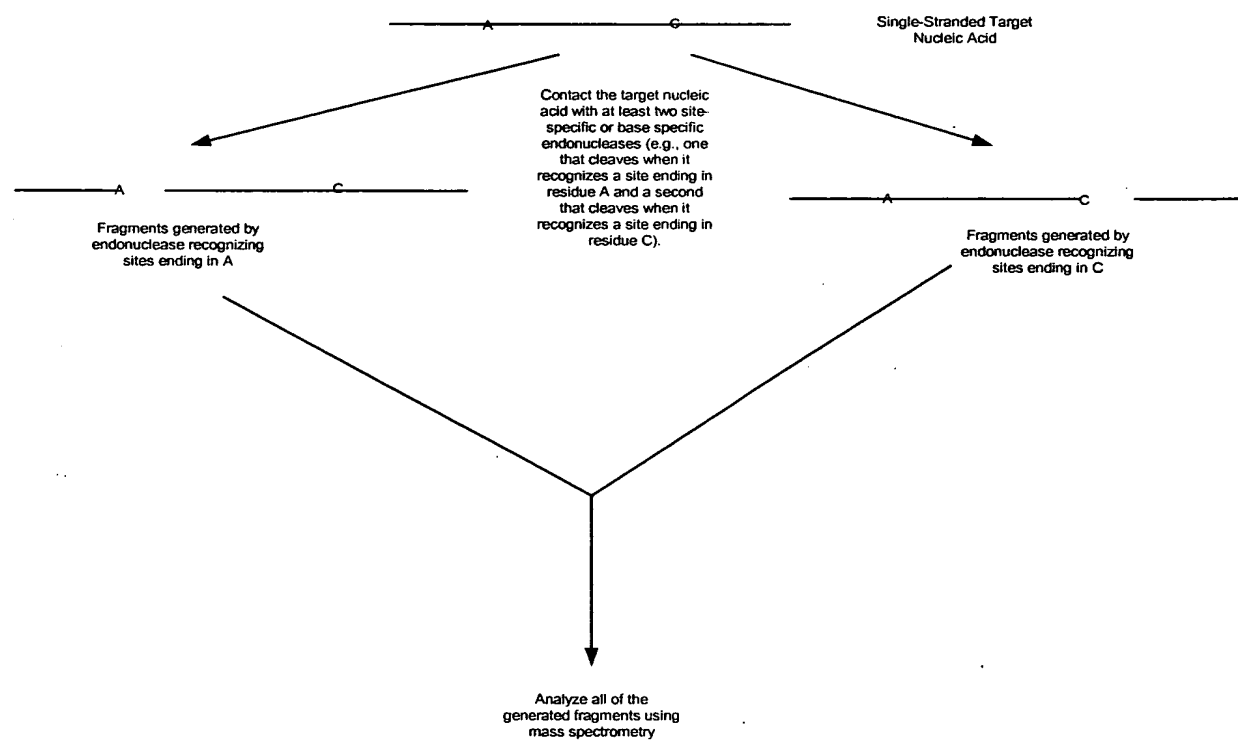 A
C
Single-Stranded Target
Nucleic Acid
Contact the target nucleic
acid with at least two site-
specific or base specific
endonucleases (e.g., one
that cleaves when it
recognizes a site ending in
residue A and a second
that cleaves when it
recognizes a site ending in
residue C).
A
C
Fragments generated by
endonuclease recognizing
sites ending in A
A
C
Fragments generated by
endonuclease recognizing
sites ending in C
Analyze all of the
generated fragments using
mass spectrometry